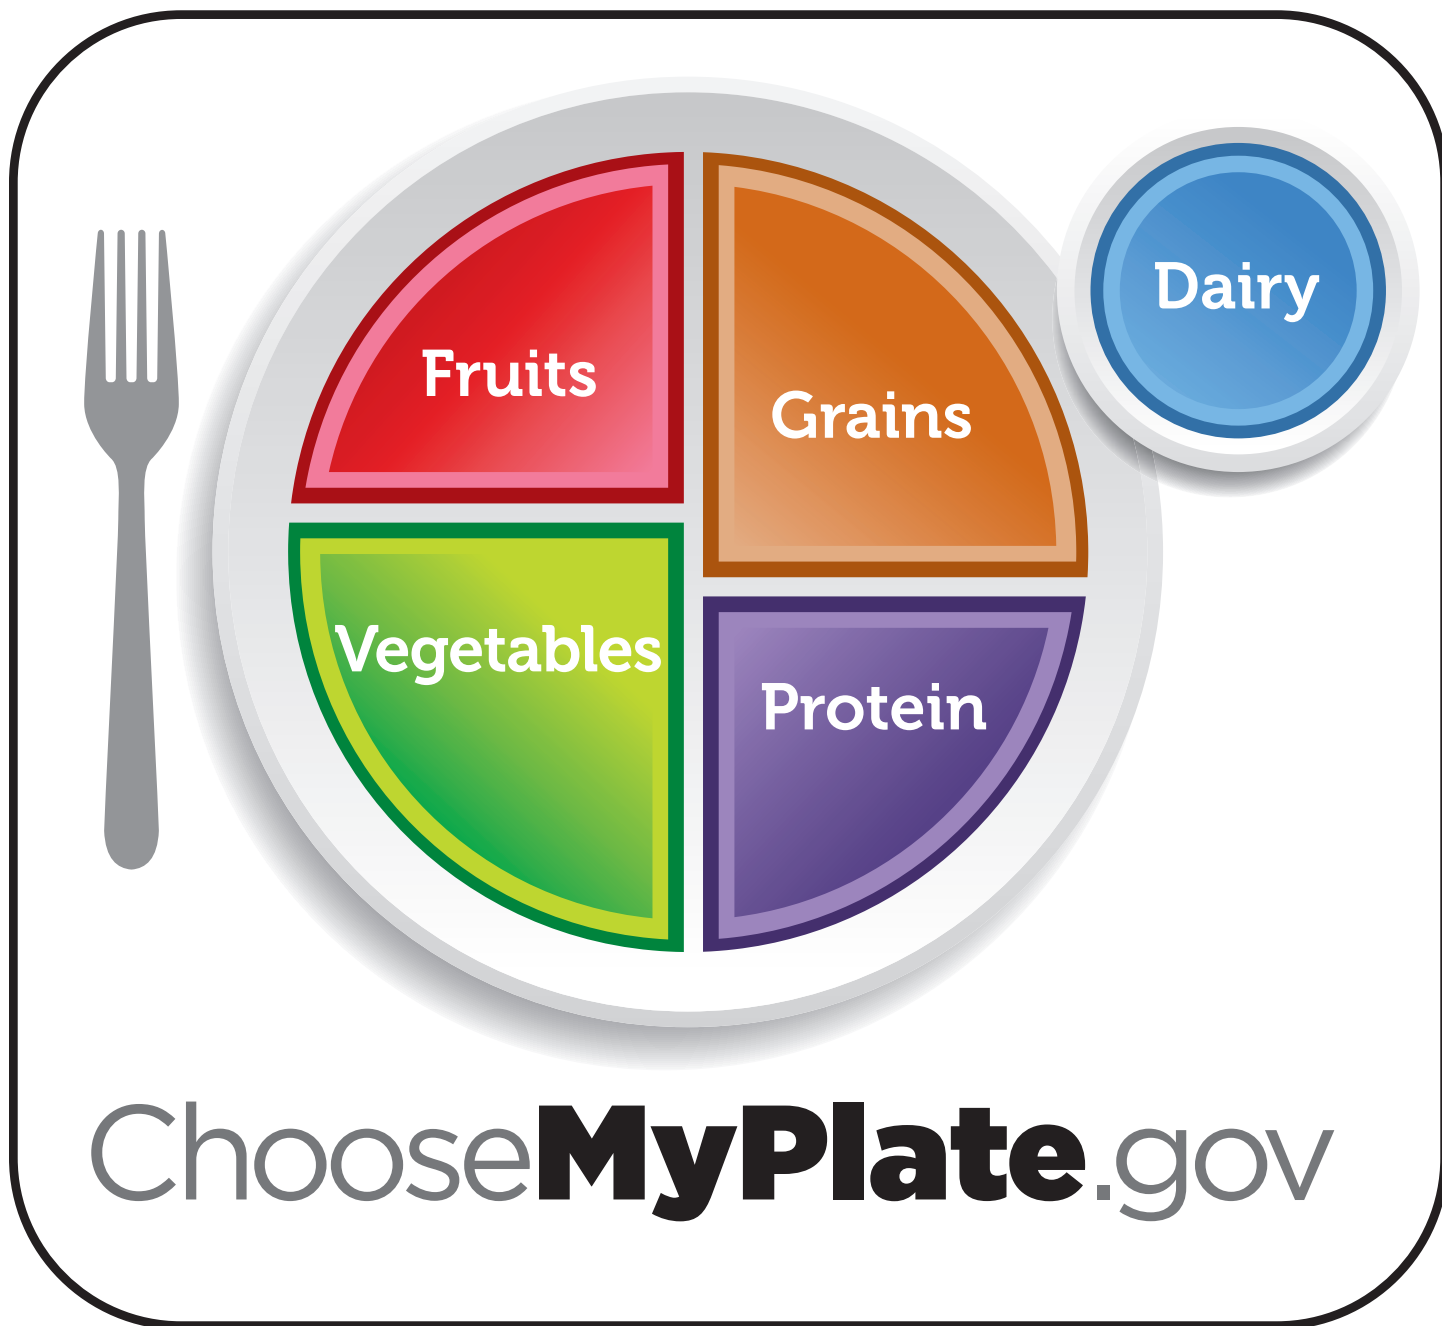 Fruits
Grains
Dairy
Vegetables
Protein
ChooseMyPlate.gov